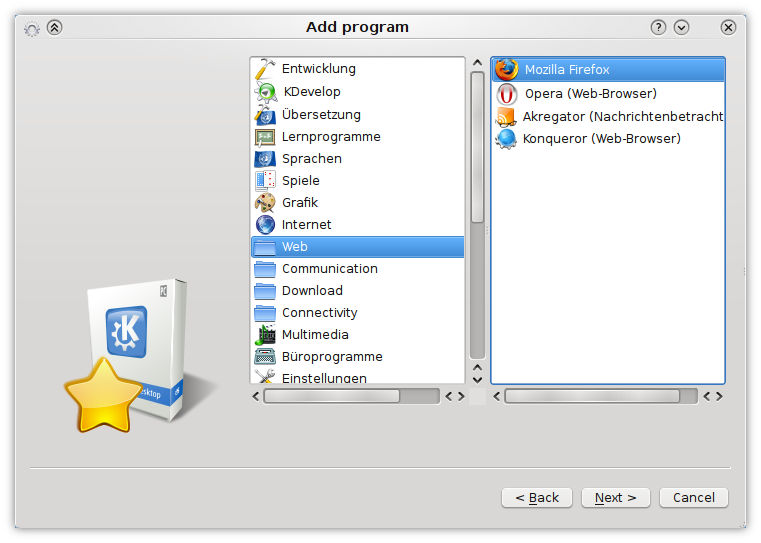 Add program
Entwicklung
KDevelop
Übersetzung
Lernprogramme
Sprachen
Spiele
Grafik
Internet
Web
Communication
Download
Connectivity
Multimedia
Büroprogramme
Einstellungen
Mozilla Firefox
Opera (Web-Browser)
Akregator (Nachrichtenbetracht
Konqueror (Web-Browser)
K
K
esktop
< Back
Next >
Cancel